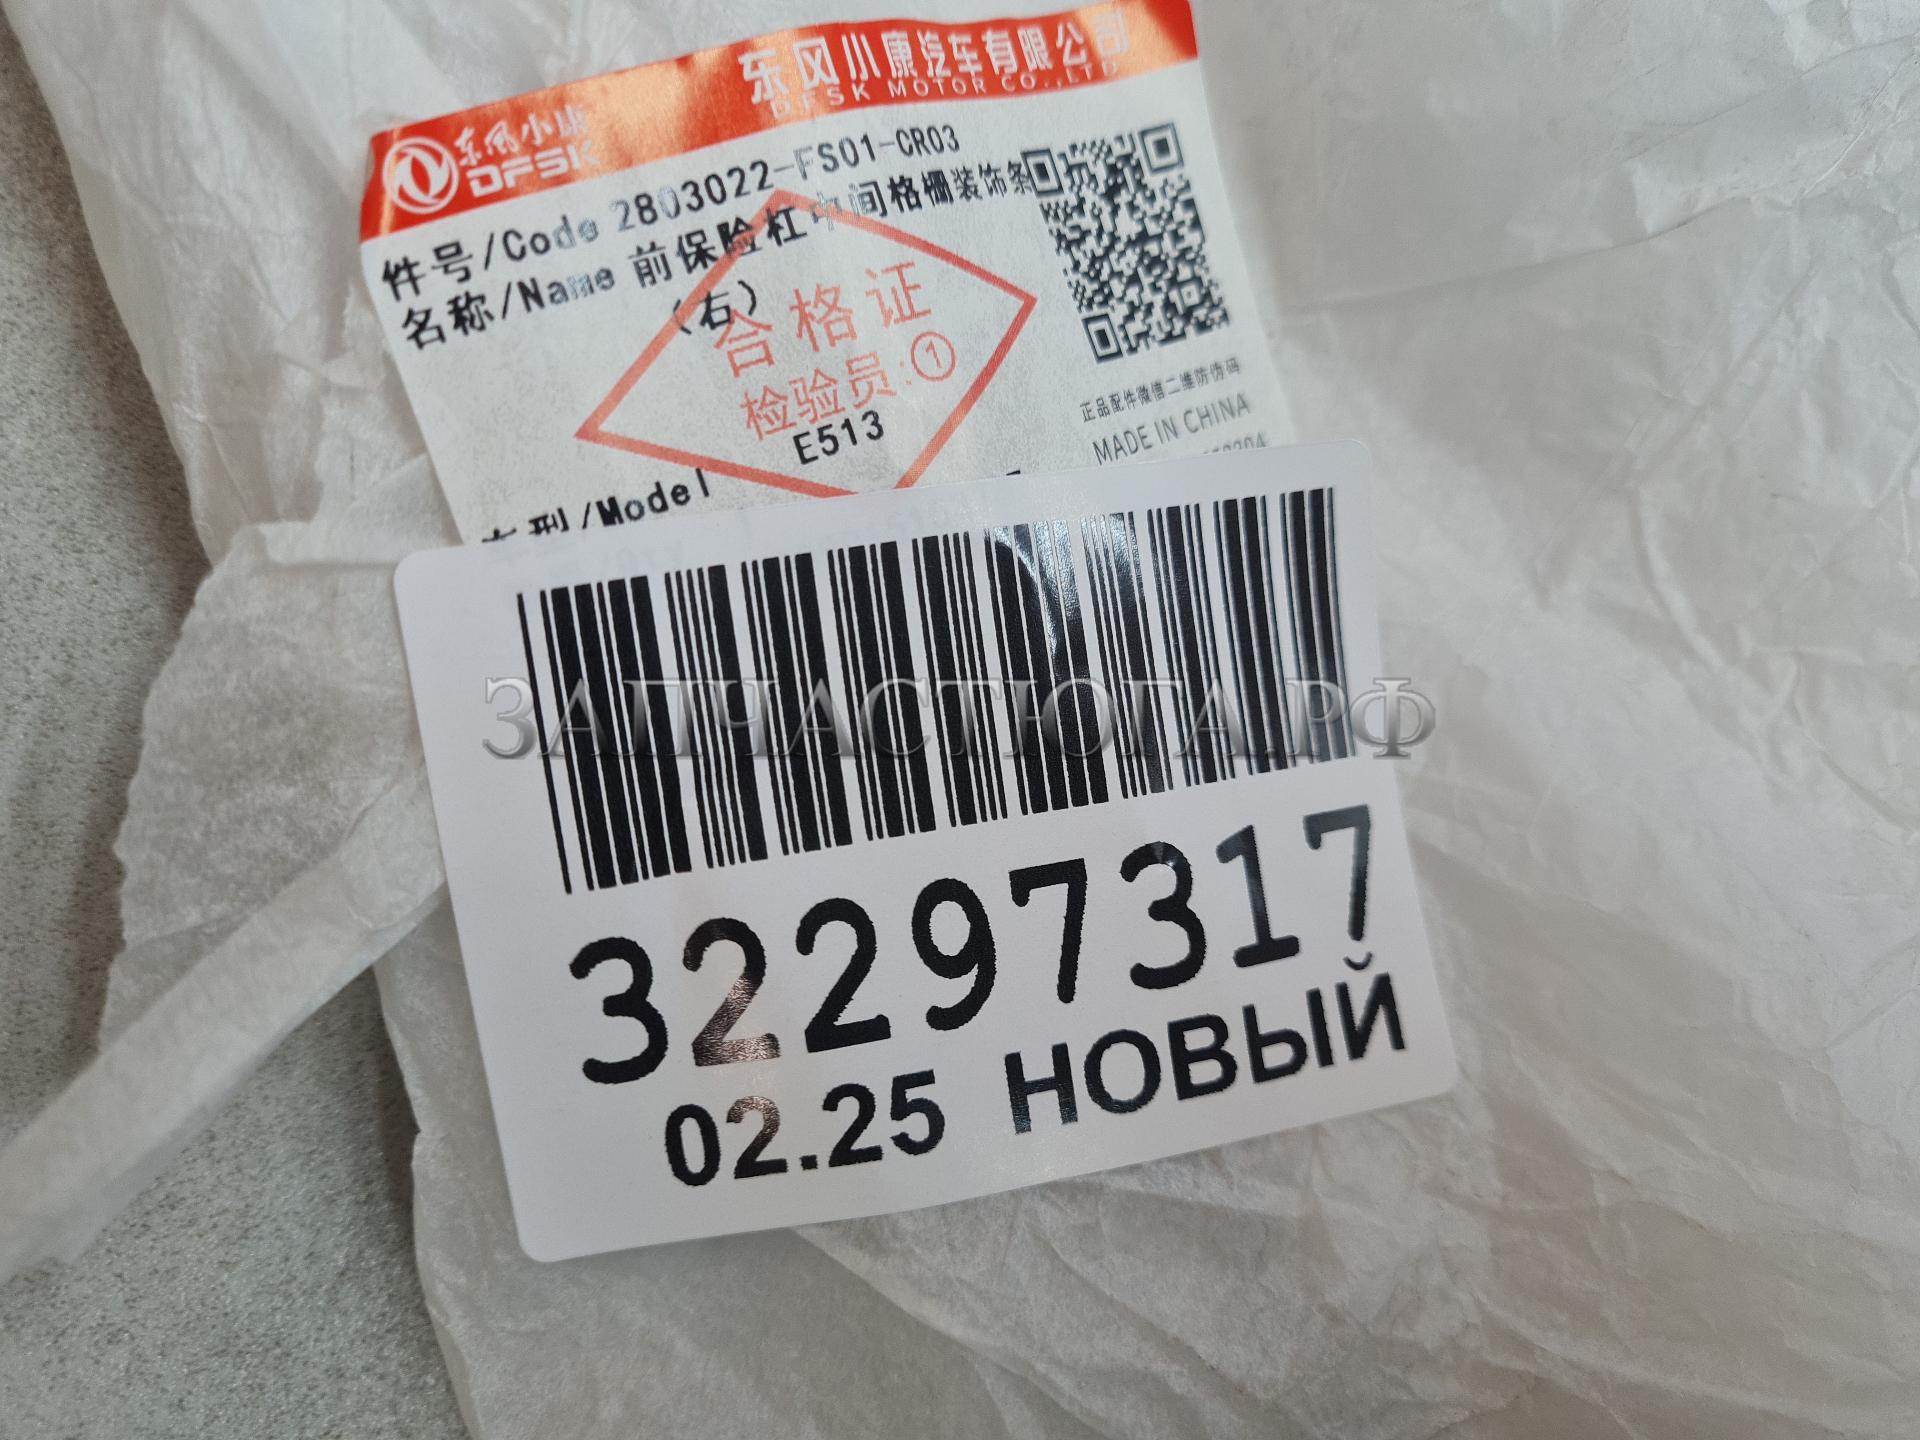 东风小康汽车有限公司
DFSK MOTOR CO.,LTD
东风小康
DFSK
件号/Code 2803022-FS01-CR03
名称/Name 前保险杠中间格栅装饰条
(右)
合格证
检验员:①
E513
正品配件微信二维防伪码
MADE IN CHINA
车型/Model
ЗАПЧАСТЮГА.РФ
32297317
02.25 НОВЫЙ